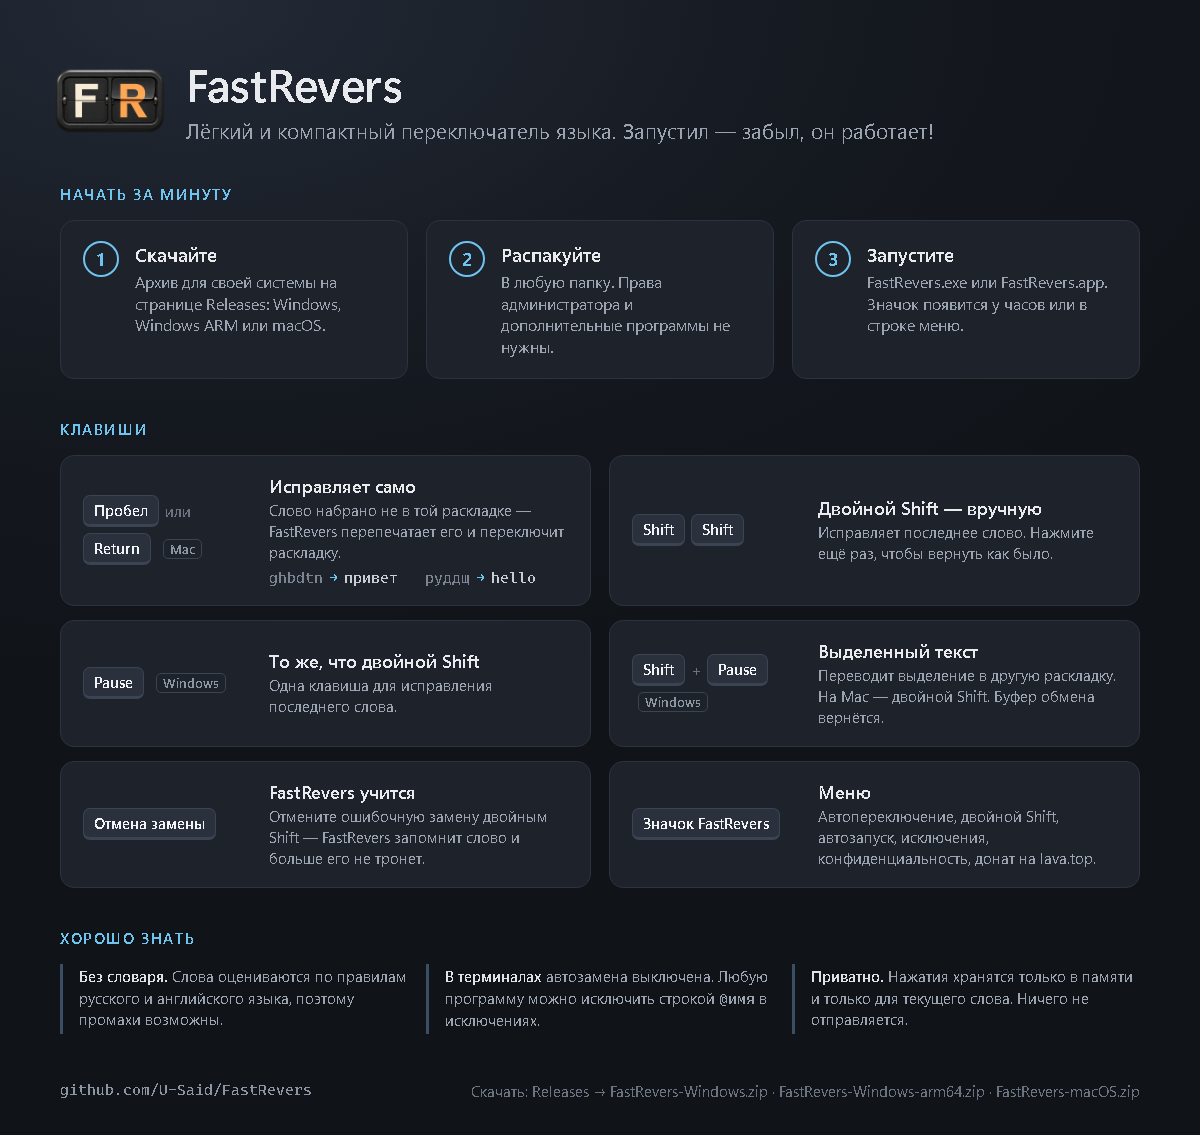 F R
FastRevers
Лёгкий и компактный переключатель языка. Запустил — забыл, он работает!
НАЧАТЬ ЗА МИНУТУ
1
Скачайте
Архив для своей системы на
странице Releases: Windows,
Windows ARM или macOS.
2
Распакуйте
В любую папку. Права
администратора и
дополнительные программы не
нужны.
3
Запустите
FastRevers.exe или FastRevers.app.
Значок появится у часов или в
строке меню.
КЛАВИШИ
Пробел или
Return Mac
Исправляет само
Слово набрано не в той раскладке —
FastRevers перепечатает его и переключит
раскладку.
ghbdtn → привет руддщ → hello
Shift Shift
Двойной Shift — вручную
Исправляет последнее слово. Нажмите
ещё раз, чтобы вернуть как было.
Pause Windows
То же, что двойной Shift
Одна клавиша для исправления
последнего слова.
Shift + Pause
Windows
Выделенный текст
Переводит выделение в другую раскладку.
На Mac — двойной Shift. Буфер обмена
вернётся.
Отмена замены
FastRevers учится
Отмените ошибочную замену двойным
Shift — FastRevers запомнит слово и
больше его не тронет.
Значок FastRevers
Меню
Автопереключение, двойной Shift,
автозапуск, исключения,
конфиденциальность, донат на lava.top.
ХОРОШО ЗНАТЬ
Без словаря. Слова оцениваются по правилам
русского и английского языка, поэтому
промахи возможны.
В терминалах автозамена выключена. Любую
программу можно исключить строкой @имя в
исключениях.
Приватно. Нажатия хранятся только в памяти
и только для текущего слова. Ничего не
отправляется.
github.com/U-Said/FastRevers
Скачать: Releases → FastRevers-Windows.zip · FastRevers-Windows-arm64.zip · FastRevers-macOS.zip